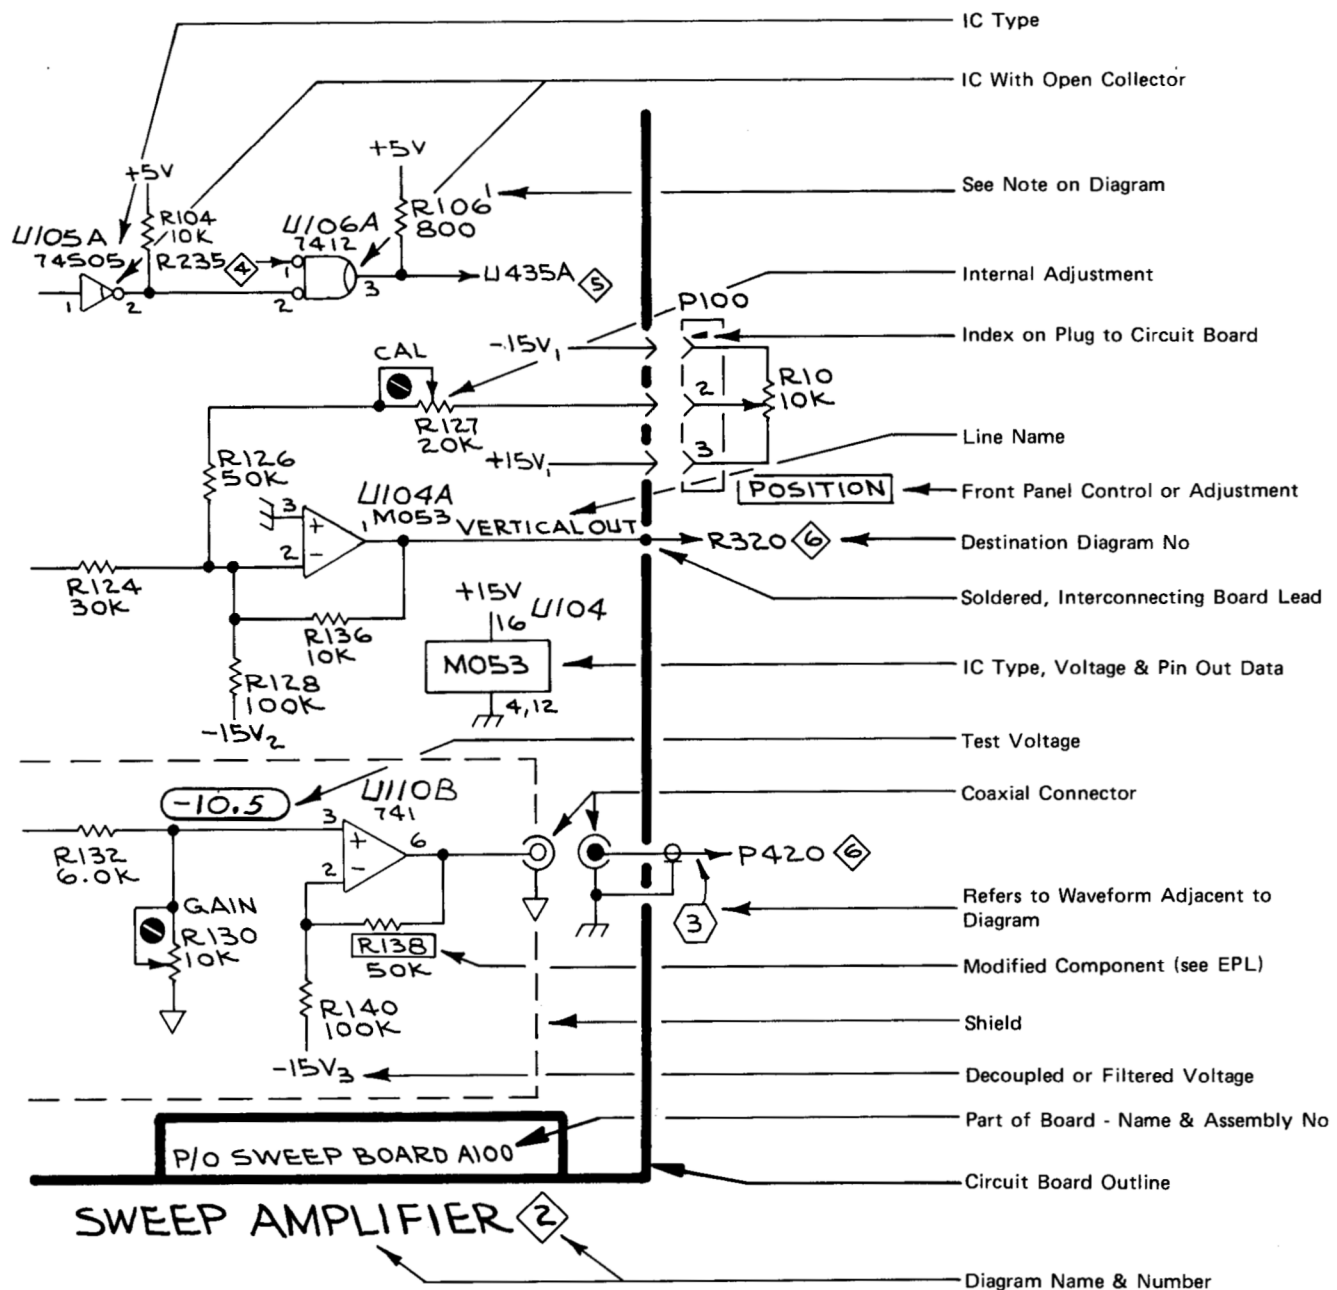 IC Type
IC With Open Collector
+5V
+5V
See Note on Diagram
R104
10K
R106 1
800
U106A
7412
U105A
74S05
R235 4
1
3
U435A 5
1
2
2
Internal Adjustment
P100
Index on Plug to Circuit Board
-15V1
CAL
2
R10
10K
R127
20K
Line Name
3
+15V1
R126
50K
POSITION
Front Panel Control or Adjustment
U104A
M053
3
+
1
VERTICAL OUT
2
-
R320 6
Destination Diagram No
R124
30K
Soldered, Interconnecting Board Lead
+15V
16
U104
R136
10K
M053
IC Type, Voltage & Pin Out Data
R128
100K
4,12
-15V2
Test Voltage
-10.5
U110B
741
Coaxial Connector
3
+
6
2
-
P420 6
R132
6.0K
Refers to Waveform Adjacent to
Diagram
3
GAIN
R130
10K
R138
50K
Modified Component (see EPL)
R140
100K
Shield
-15V3
Decoupled or Filtered Voltage
Part of Board - Name & Assembly No
P/O SWEEP BOARD A100
Circuit Board Outline
SWEEP AMPLIFIER 2
Diagram Name & Number